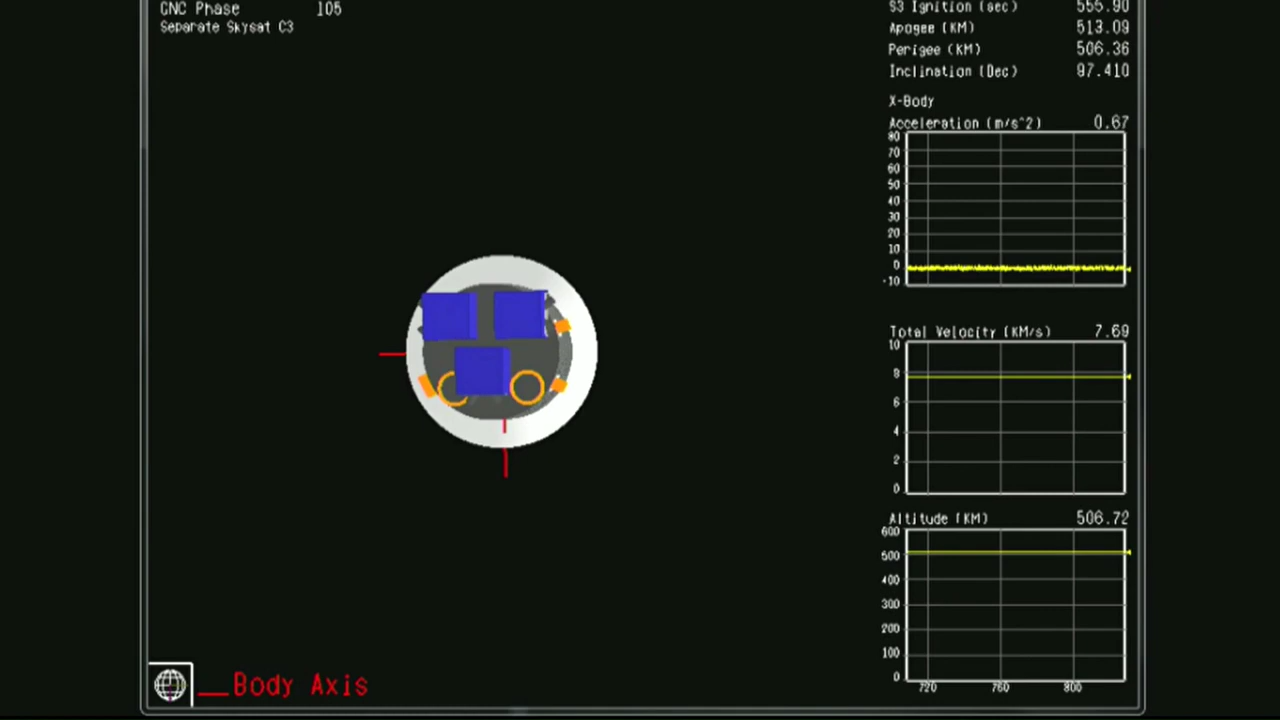 GNC Phase 105
Separate Skysat C3
S3 Ignition (sec) 555.90
Apogee (KM) 513.09
Perigee (KM) 506.36
Inclination (Deg) 97.410
X-Body
Acceleration (m/s^2) 0.67
80
70
60
50
40
30
20
10
0
-10
Total Velocity (KM/s) 7.69
10
8
6
4
2
0
Altitude (KM) 506.72
600
500
400
300
200
100
0
720 760 800
Body Axis